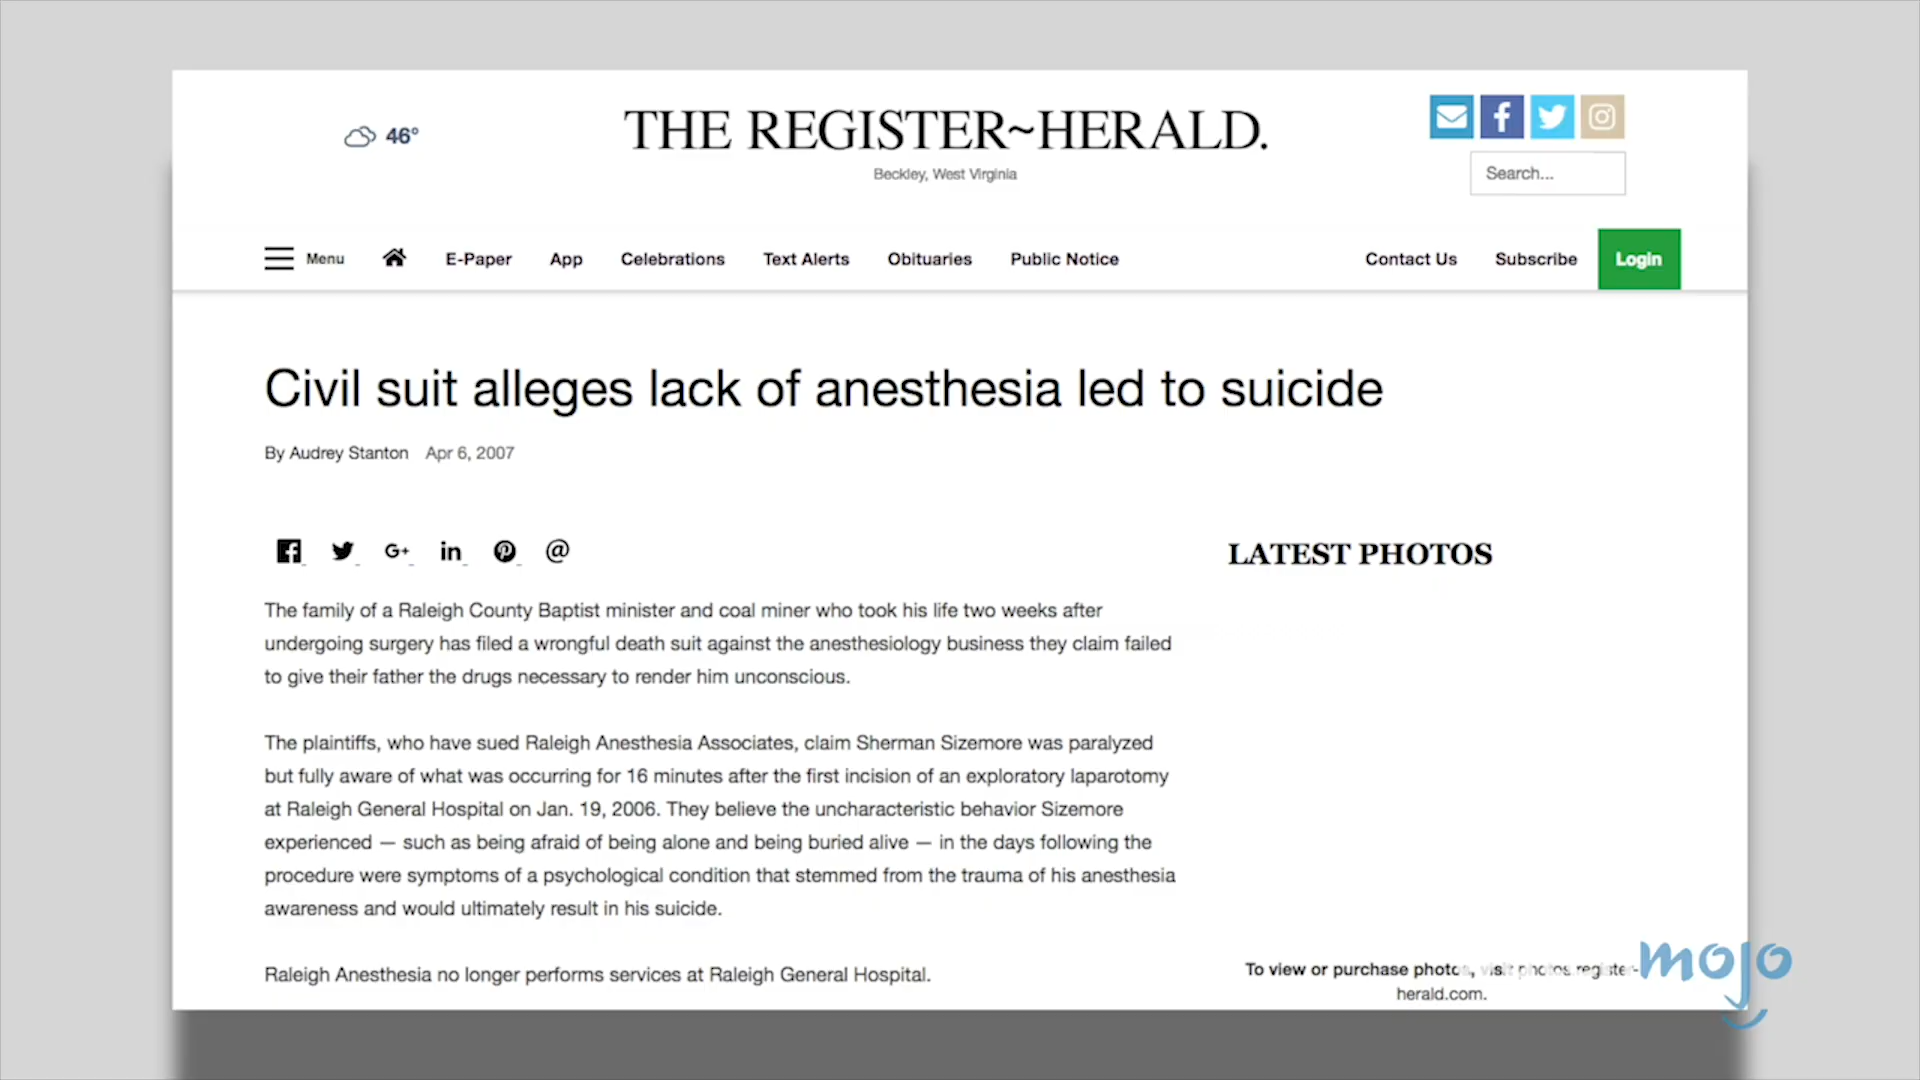 46°
THE REGISTER~HERALD.
Beckley, West Virginia
Search...
Menu
E-Paper
App
Celebrations
Text Alerts
Obituaries
Public Notice
Contact Us
Subscribe
Login
Civil suit alleges lack of anesthesia led to suicide
By Audrey Stanton Apr 6, 2007
G+
in
@
LATEST PHOTOS
The family of a Raleigh County Baptist minister and coal miner who took his life two weeks after
undergoing surgery has filed a wrongful death suit against the anesthesiology business they claim failed
to give their father the drugs necessary to render him unconscious.
The plaintiffs, who have sued Raleigh Anesthesia Associates, claim Sherman Sizemore was paralyzed
but fully aware of what was occurring for 16 minutes after the first incision of an exploratory laparotomy
at Raleigh General Hospital on Jan. 19, 2006. They believe the uncharacteristic behavior Sizemore
experienced — such as being afraid of being alone and being buried alive — in the days following the
procedure were symptoms of a psychological condition that stemmed from the trauma of his anesthesia
awareness and would ultimately result in his suicide.
Raleigh Anesthesia no longer performs services at Raleigh General Hospital.
To view or purchase photos, visit photos.register-
herald.com.
mojo